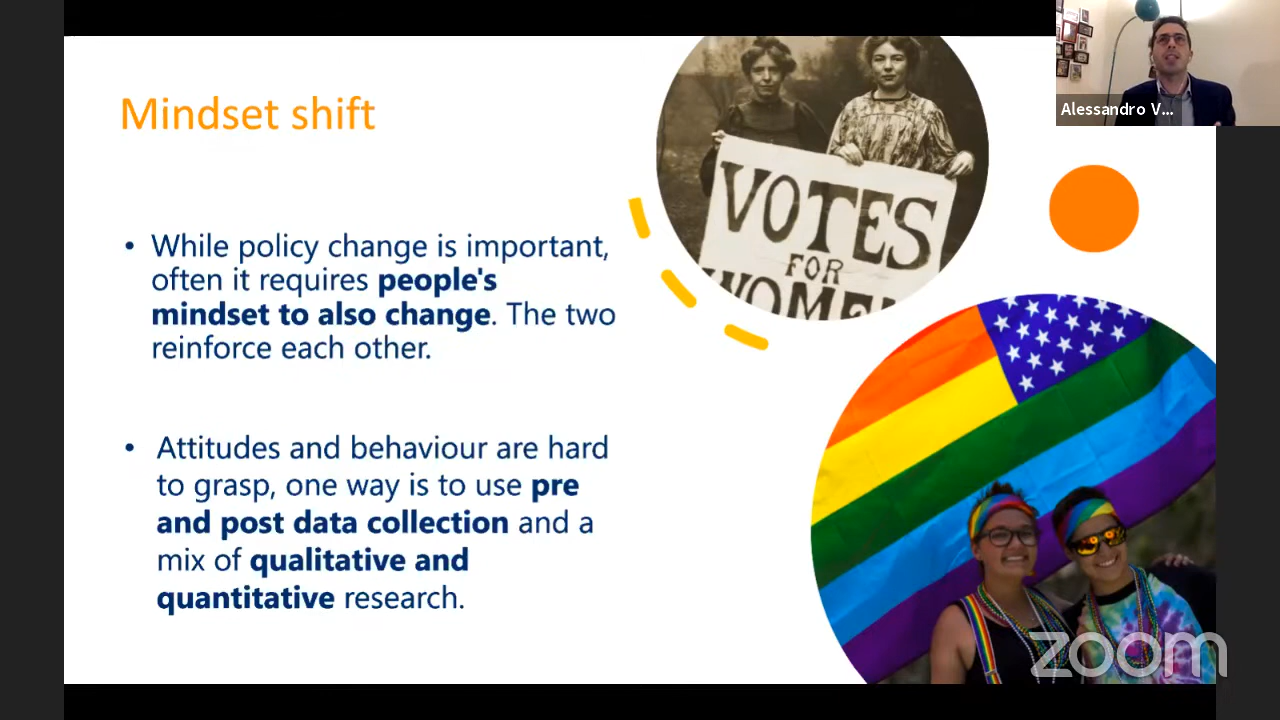 Alessandro V...
Mindset shift
VOTES
FOR
WOMEN
• While policy change is important,
often it requires people's
mindset to also change. The two
reinforce each other.
• Attitudes and behaviour are hard
to grasp, one way is to use pre
and post data collection and a
mix of qualitative and
quantitative research.
zoom